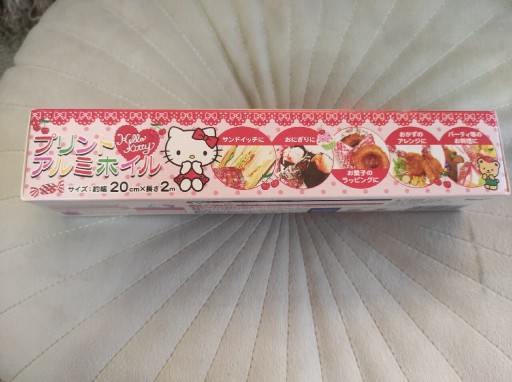 プリント
アルミホイル
Hello Kitty
サイズ:約幅20cm×長さ2m
サンドイッチに
おにぎりに
お菓子の
ラッピングに
おかずの
アレンジに
パーティ等の
お料理に